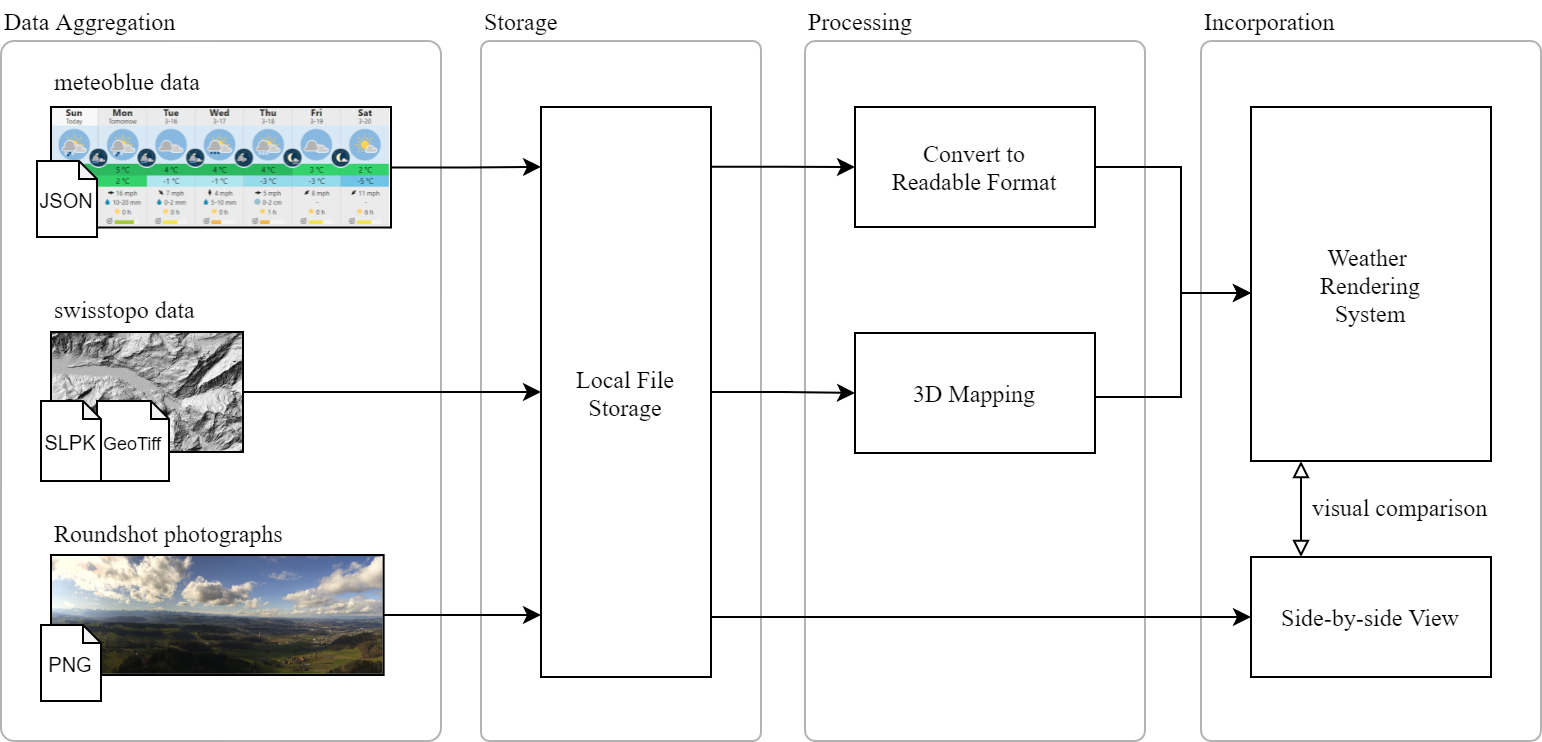 Data Aggregation
Storage
Processing
Incorporation
meteoblue data
Sun Mon Tue Wed Thu Fri Sat
Today Tomorrow 3-16 3-17 3-18 3-19 3-20
5 °C 4 °C 4 °C 4 °C 3 °C 2 °C
2 °C -1 °C -1 °C -3 °C -3 °C -5 °C
16 mph 7 mph 4 mph 5 mph 8 mph 11 mph
10-20 mm 0-2 mm 5-10 mm 0-2 cm - -
0 h 0 h 0 h 1 h 0 h 6 h
JSON
Convert to
Readable Format
Weather
Rendering
System
swisstopo data
SLPK
GeoTiff
Local File
Storage
3D Mapping
visual comparison
Roundshot photographs
PNG
Side-by-side View